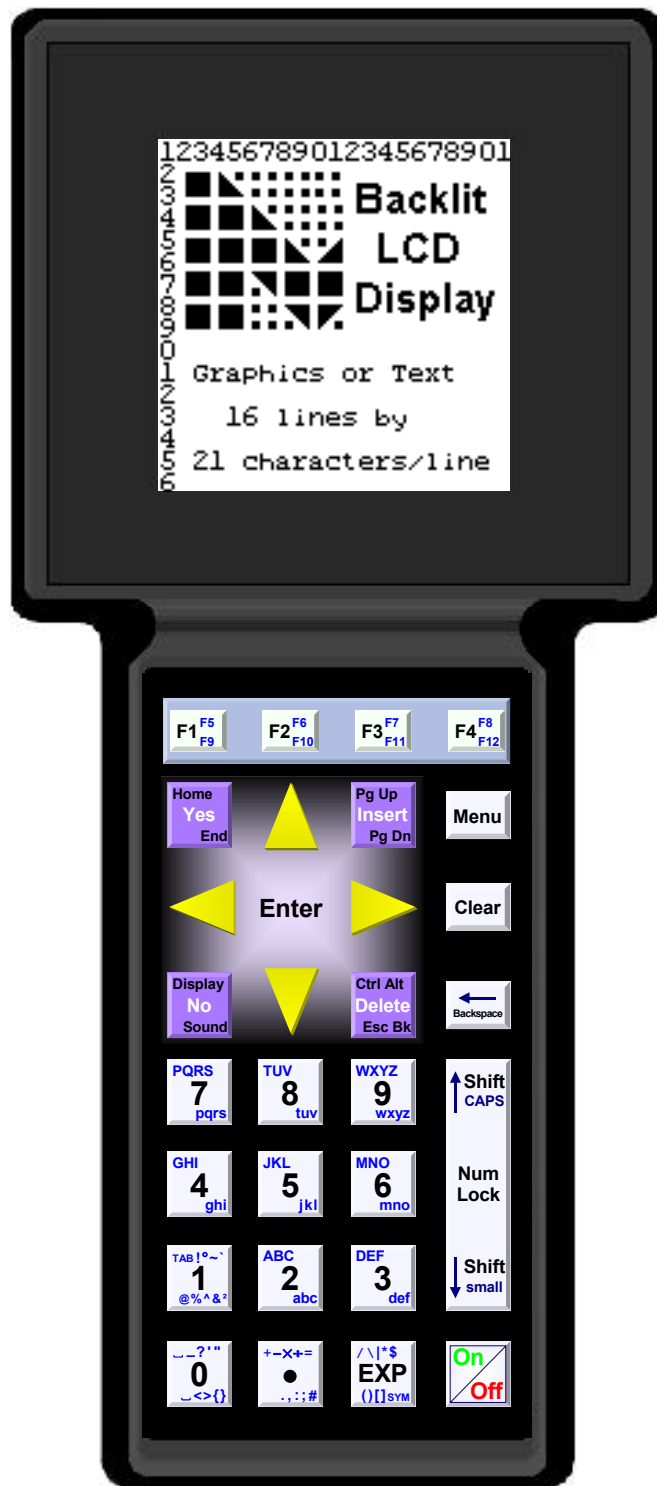 123456789012345678901
2
3
Backlit
4
5
LCD
6
7
Display
8
9
0
1 Graphics or Text
2
3 16 lines by
4
5 21 characters/line
6
F1 F5 F9
F2 F6 F10
F3 F7 F11
F4 F8 F12
Home
Yes
End
Pg Up
Insert
Pg Dn
Menu
Enter
Clear
Display
No
Sound
Ctrl Alt
Delete
Esc Bk
Backspace
PQRS
7
pqrs
TUV
8
tuv
WXYZ
9
wxyz
Shift
CAPS
GHI
4
ghi
JKL
5
jkl
MNO
6
mno
Num
Lock
TAB!°~`
1
@%^&²
ABC
2
abc
DEF
3
def
Shift
small
⎵_?'"
0
⎵<>{}
+-×÷=
●
.,:;#
/\|*$
EXP
()[]SYM
On
Off